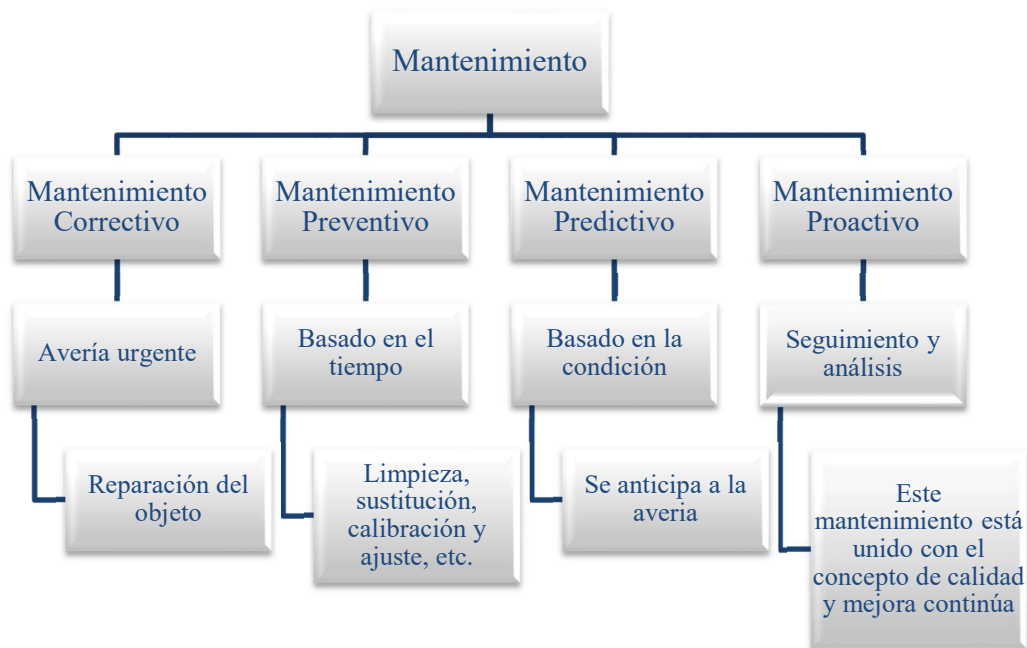 Mantenimiento
Mantenimiento
Correctivo
Mantenimiento
Preventivo
Mantenimiento
Predictivo
Mantenimiento
Proactivo
Avería urgente
Basado en el
tiempo
Basado en la
condición
Seguimiento y
análisis
Reparación del
objeto
Limpieza,
sustitución,
calibración y
ajuste, etc.
Se anticipa a la
averia
Este
mantenimiento está
unido con el
concepto de calidad
y mejora continúa